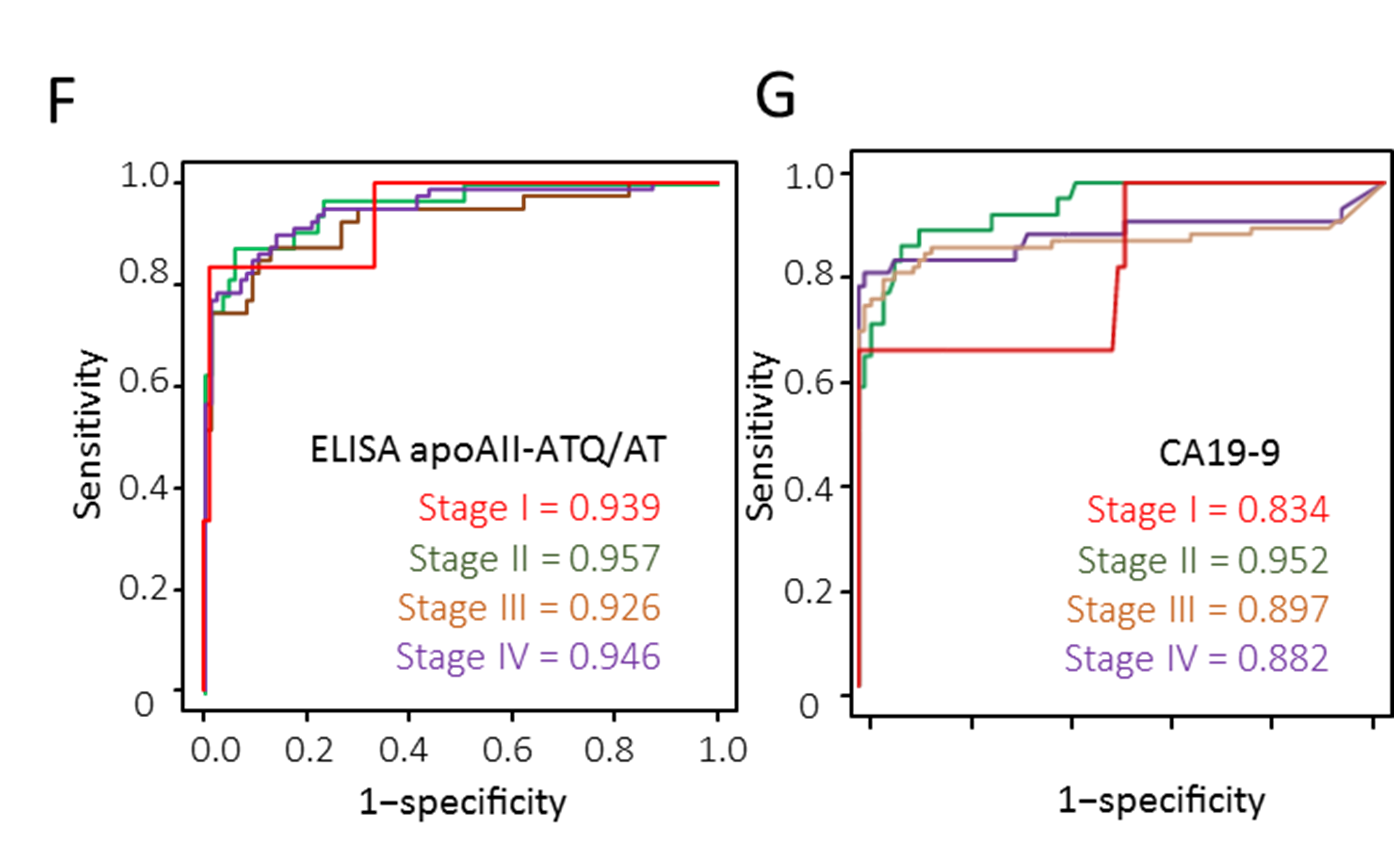 F
1.0
0.8
0.6
0.4
0.2
0
Sensitivity
ELISA apoAII-ATQ/AT
Stage I = 0.939
Stage II = 0.957
Stage III = 0.926
Stage IV = 0.946
0.0 0.2 0.4 0.6 0.8 1.0
1−specificity
G
1.0
0.8
0.6
0.4
0.2
0
Sensitivity
CA19-9
Stage I = 0.834
Stage II = 0.952
Stage III = 0.897
Stage IV = 0.882
1−specificity